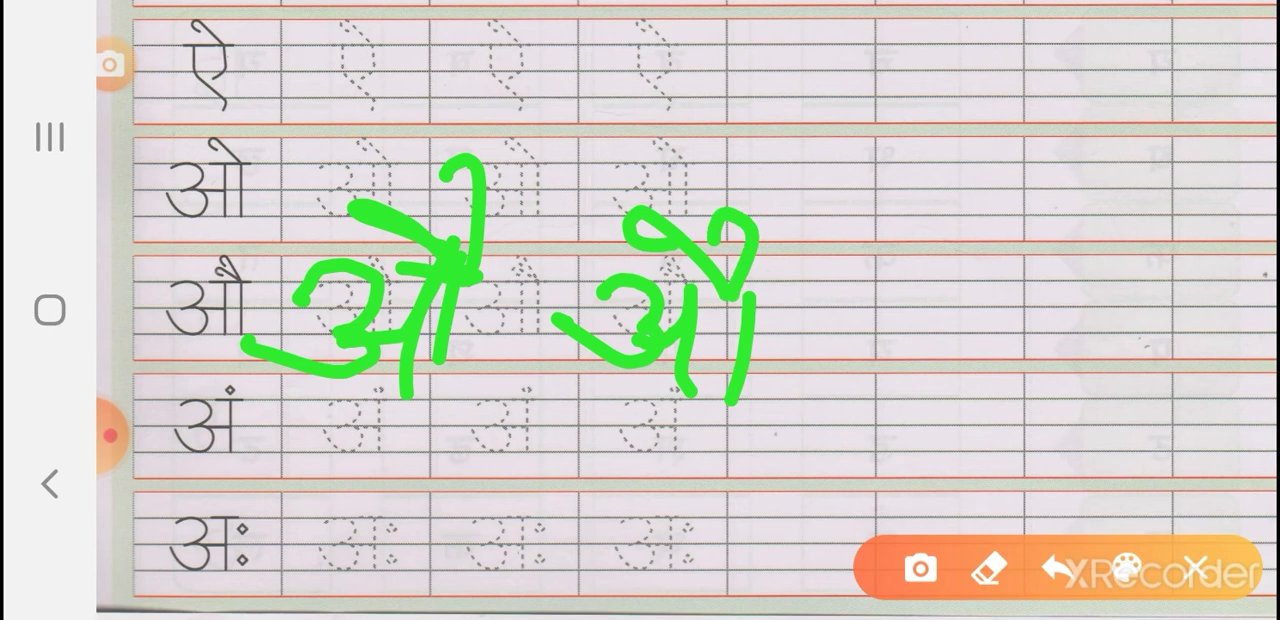 ऐ ऐ ऐ ऐ
ओ ओ ओ ओ
औ औ औ औ
औ औ
अं अं अं अं
अः अः अः अः
XRecorder